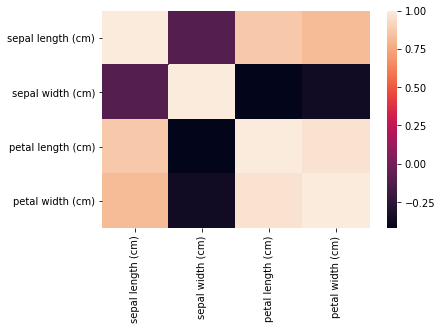 sepal length (cm)
sepal width (cm)
petal length (cm)
petal width (cm)
sepal length (cm)
sepal width (cm)
petal length (cm)
petal width (cm)
1.00
0.75
0.50
0.25
0.00
−0.25